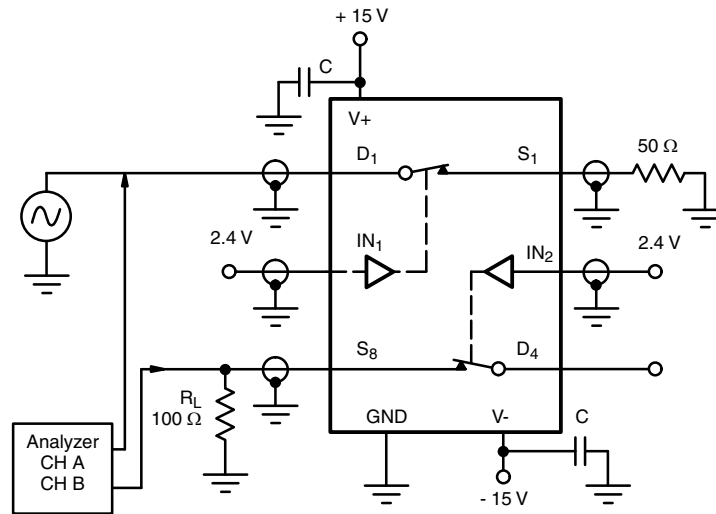 + 15 V
C
V+
D1
S1
50 Ω
2.4 V
IN1
IN2
2.4 V
S8
D4
RL
100 Ω
GND
V-
C
Analyzer
CH A
CH B
- 15 V